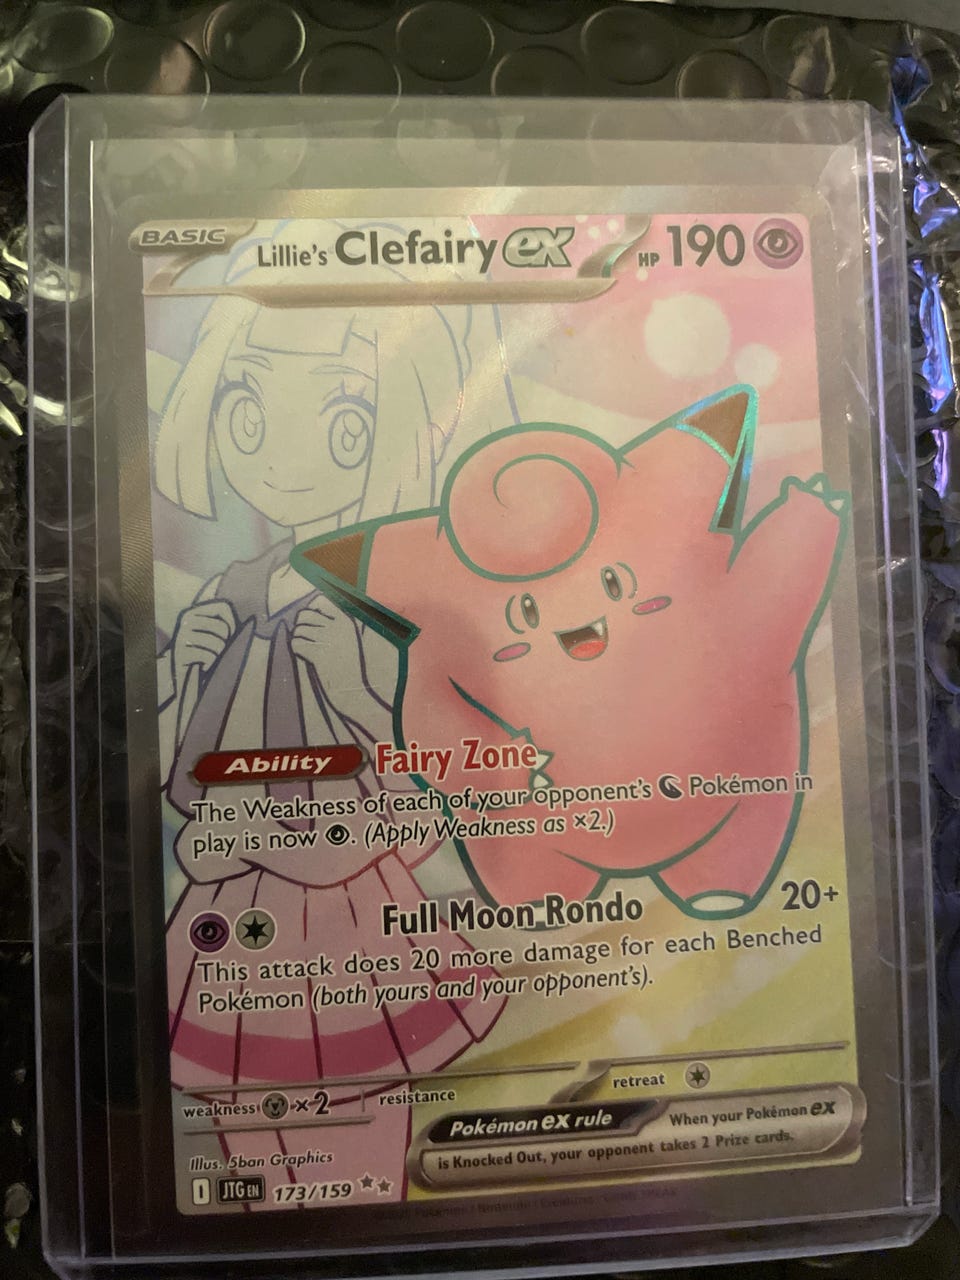 BASIC
Lillie's Clefairy ex HP 190
Ability Fairy Zone
The Weakness of each of your opponent's Pokémon in
play is now . (Apply Weakness as ×2.)
Full Moon Rondo 20+
This attack does 20 more damage for each Benched
Pokémon (both yours and your opponent's).
weakness ×2 resistance retreat
Pokémon ex rule When your Pokémon ex
is Knocked Out, your opponent takes 2 Prize cards.
Illus. 5ban Graphics
I JTG EN 173/159